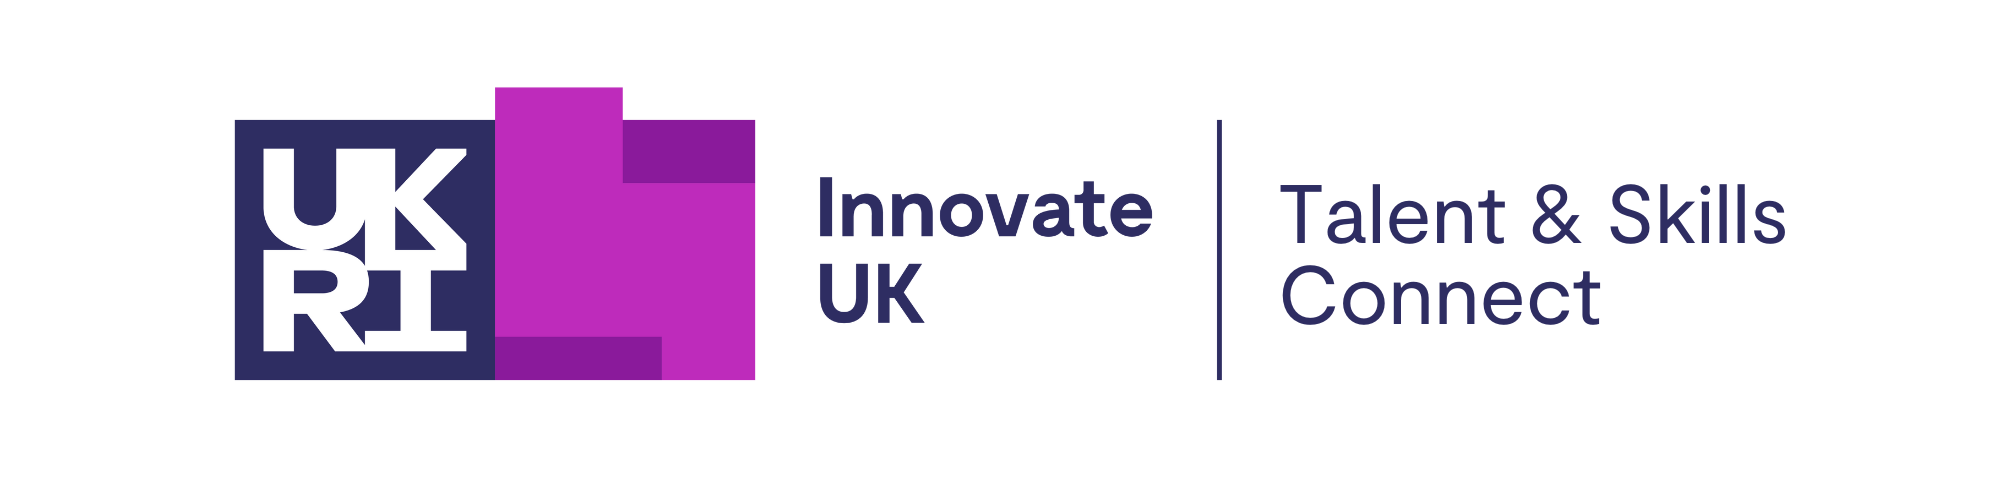 UK
RI
Innovate
UK
Talent & Skills
Connect